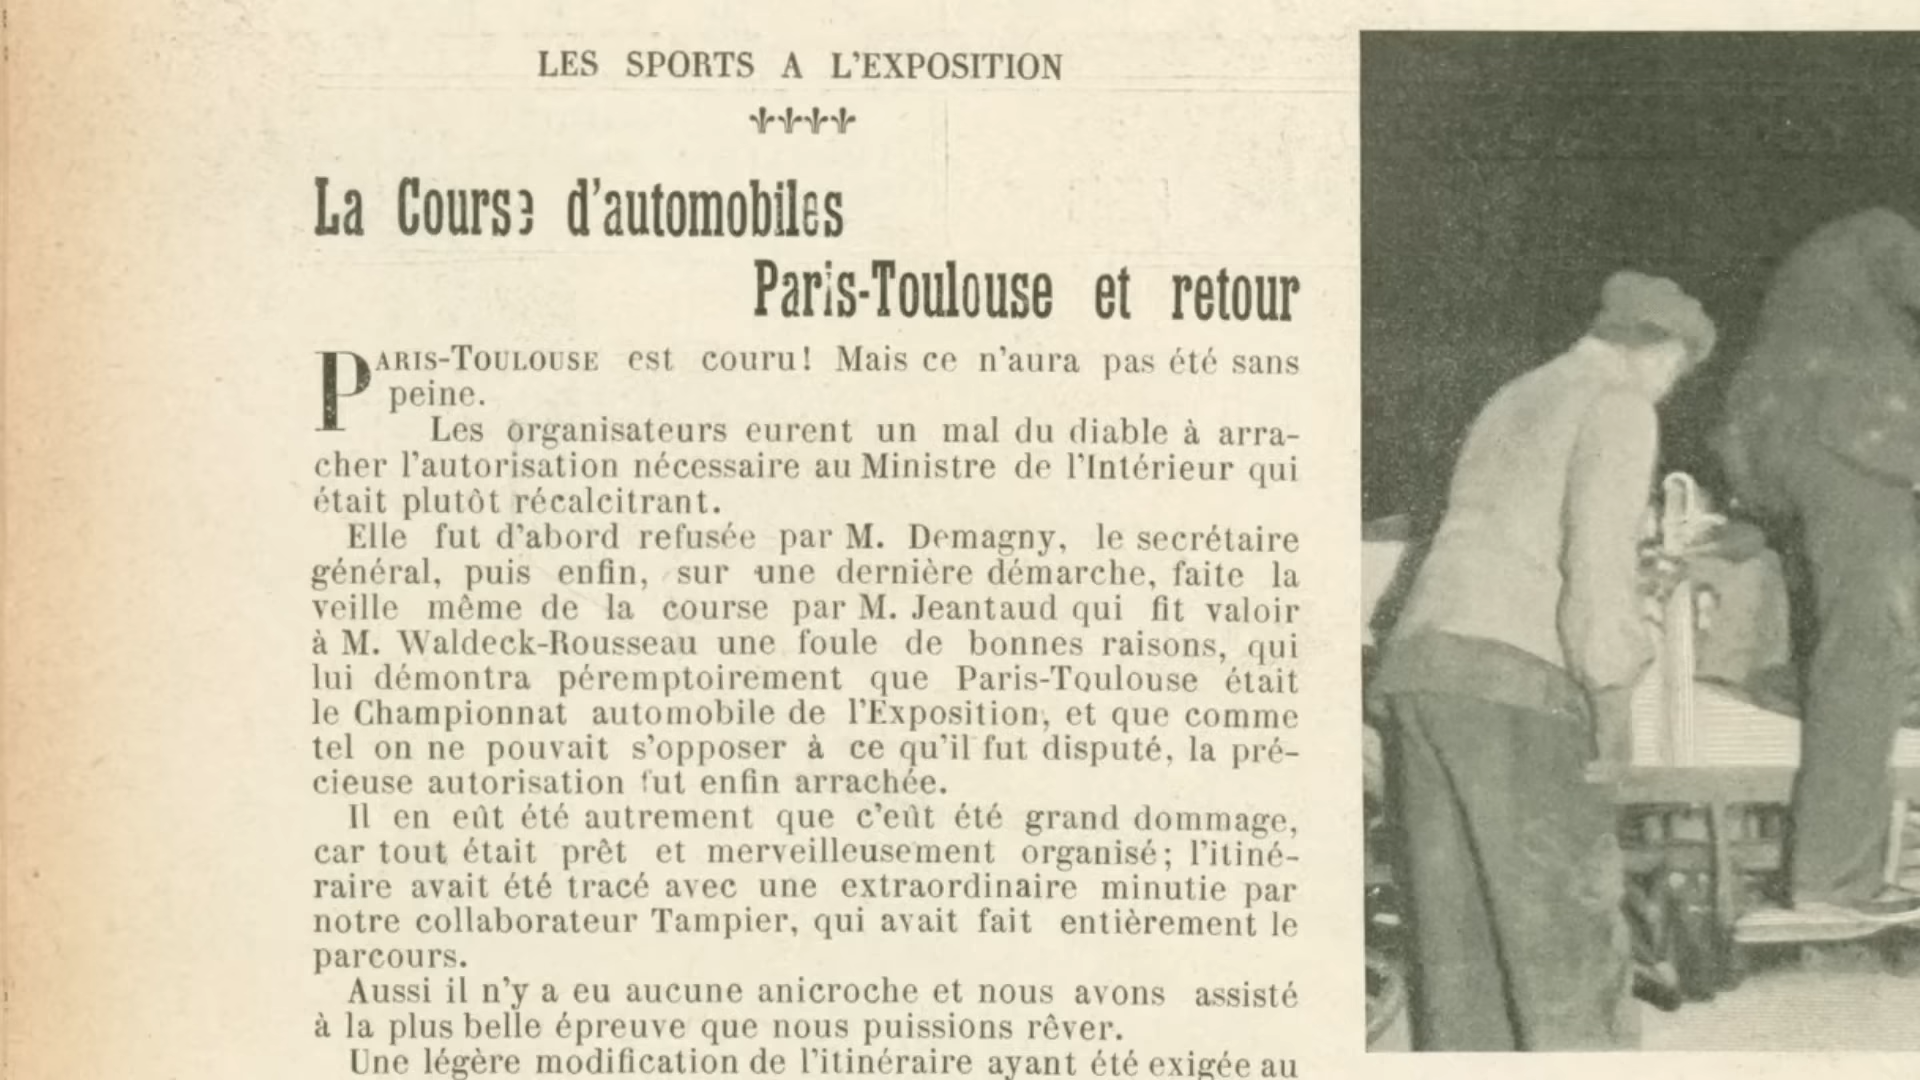 LES SPORTS A L'EXPOSITION
La Course d'automobiles
Paris-Toulouse et retour
PARIS-TOULOUSE est couru! Mais ce n'aura pas été sans
peine.
Les organisateurs eurent un mal du diable à arra-
cher l'autorisation nécessaire au Ministre de l'Intérieur qui
était plutôt récalcitrant.
Elle fut d'abord refusée par M. Demagny, le secrétaire
général, puis enfin, sur une dernière démarche, faite la
veille même de la course par M. Jeantaud qui fit valoir
à M. Waldeck-Rousseau une foule de bonnes raisons, qui
lui démontra péremptoirement que Paris-Toulouse était
le Championnat automobile de l'Exposition, et que comme
tel on ne pouvait s'opposer à ce qu'il fut disputé, la pré-
cieuse autorisation fut enfin arrachée.
Il en eût été autrement que c'eût été grand dommage,
car tout était prêt et merveilleusement organisé; l'itiné-
raire avait été tracé avec une extraordinaire minutie par
notre collaborateur Tampier, qui avait fait entièrement le
parcours.
Aussi il n'y a eu aucune anicroche et nous avons assisté
à la plus belle épreuve que nous puissions rêver.
Une légère modification de l'itinéraire ayant été exigée au